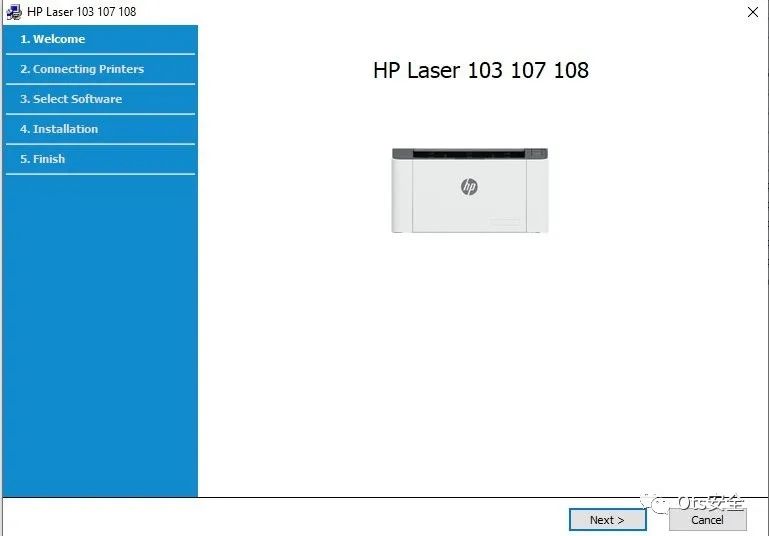 HP Laser 103 107 108
1. Welcome
2. Connecting Printers
3. Select Software
4. Installation
5. Finish
HP Laser 103 107 108
hp
Ots安全
Next >
Cancel